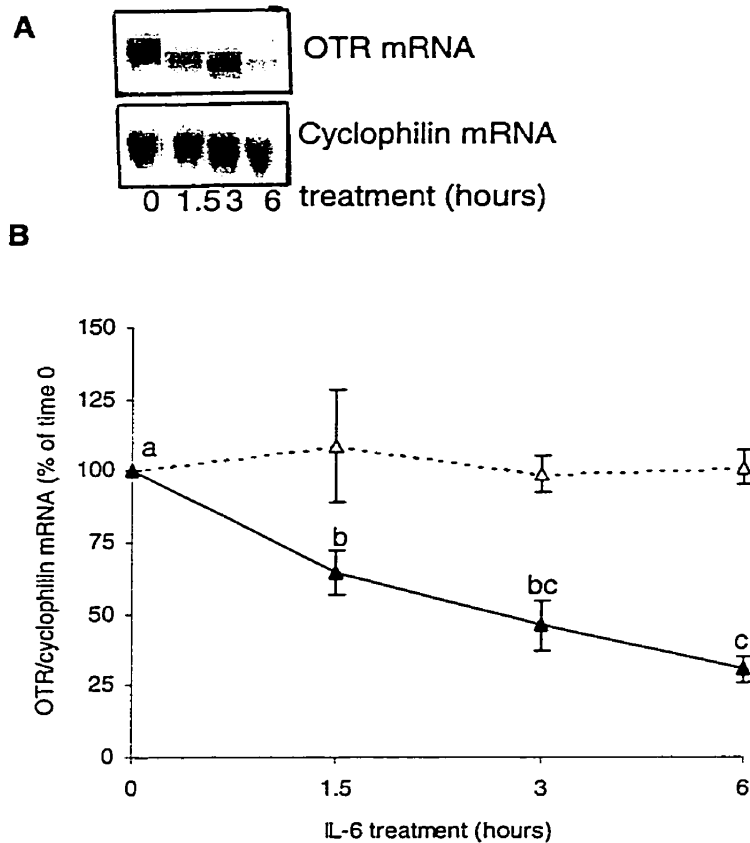 A
OTR mRNA
Cyclophilin mRNA
0 1.5 3 6 treatment (hours)
B
OTR/cyclophilin mRNA (% of time 0
150
125
100
75
50
25
0
a
b
bc
c
0 1.5 3 6
IL-6 treatment (hours)